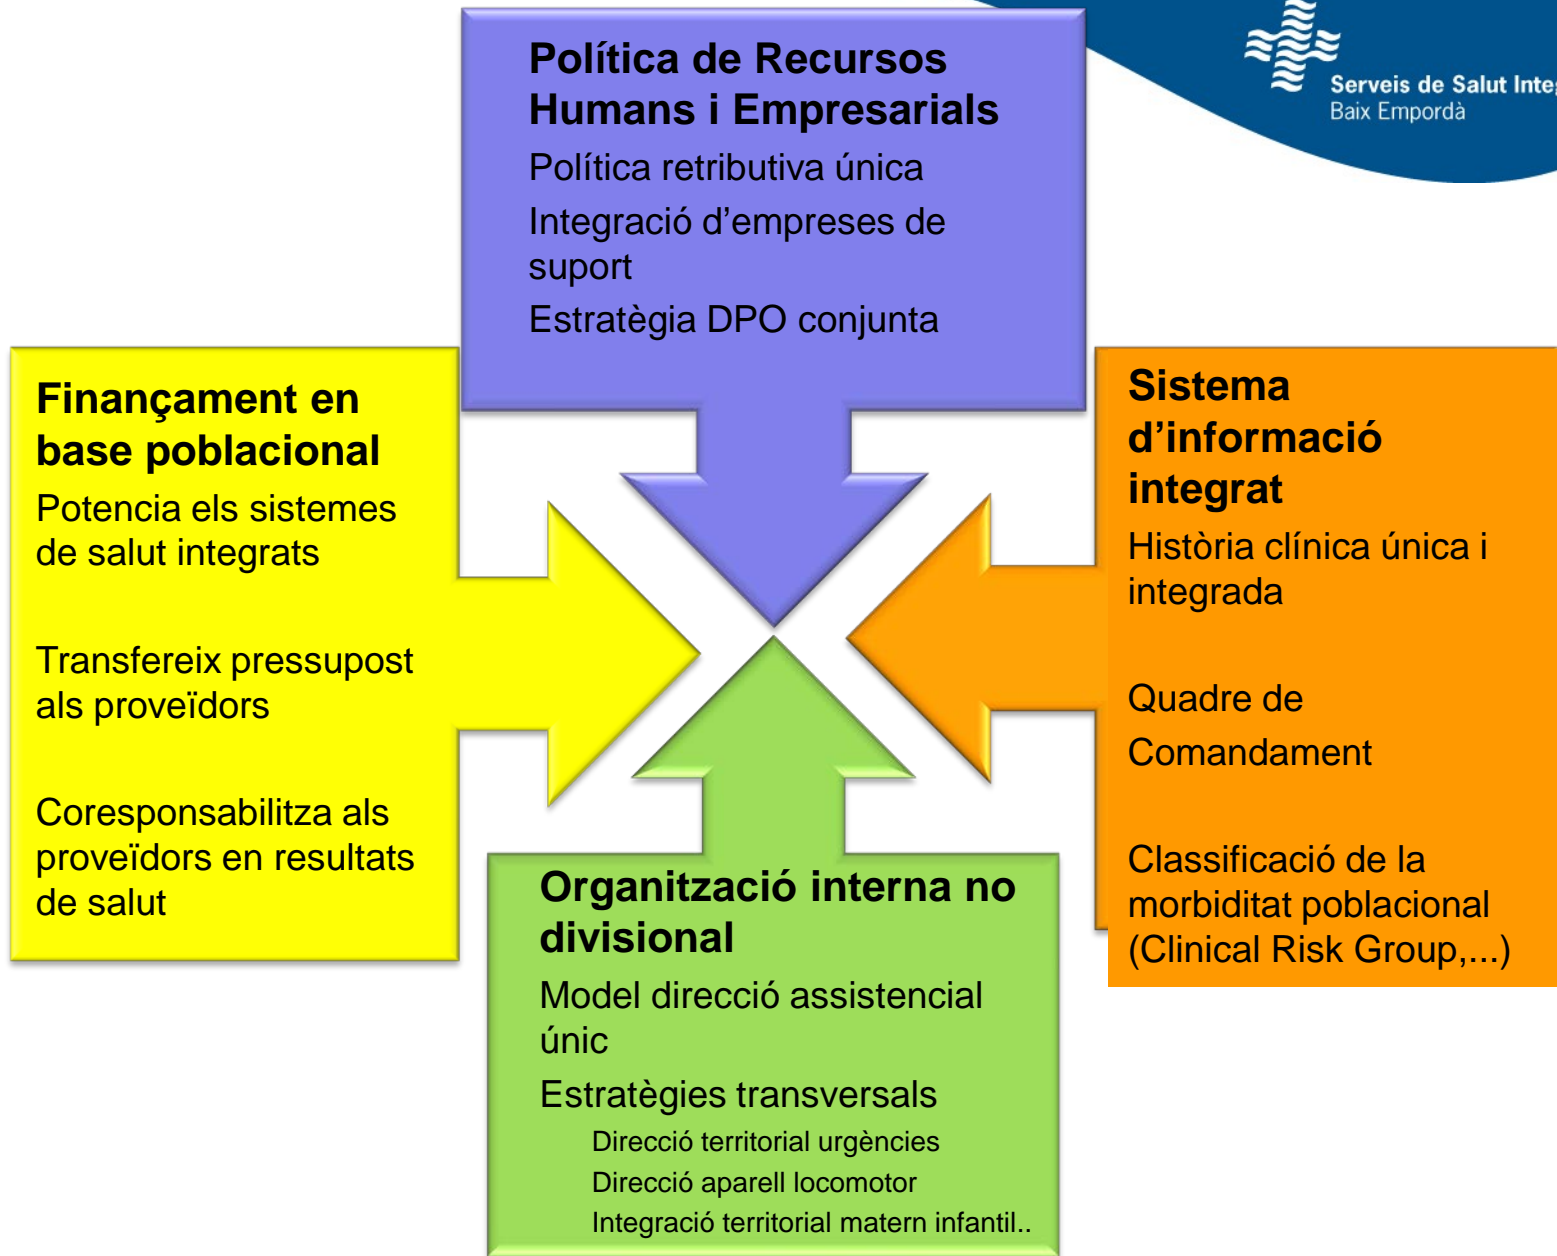 Política de Recursos
Humans i Empresarials
Política retributiva única
Integració d’empreses de
suport
Estratègia DPO conjunta
Serveis de Salut Integ
Baix Empordà
Finançament en
base poblacional
Potencia els sistemes
de salut integrats
Transfereix pressupost
als proveïdors
Coresponsabilitza als
proveïdors en resultats
de salut
Sistema
d’informació
integrat
Història clínica única i
integrada
Quadre de
Comandament
Classificació de la
morbiditat poblacional
(Clinical Risk Group,...)
Organització interna no
divisional
Model direcció assistencial
únic
Estratègies transversals
Direcció territorial urgències
Direcció aparell locomotor
Integració territorial matern infantil..